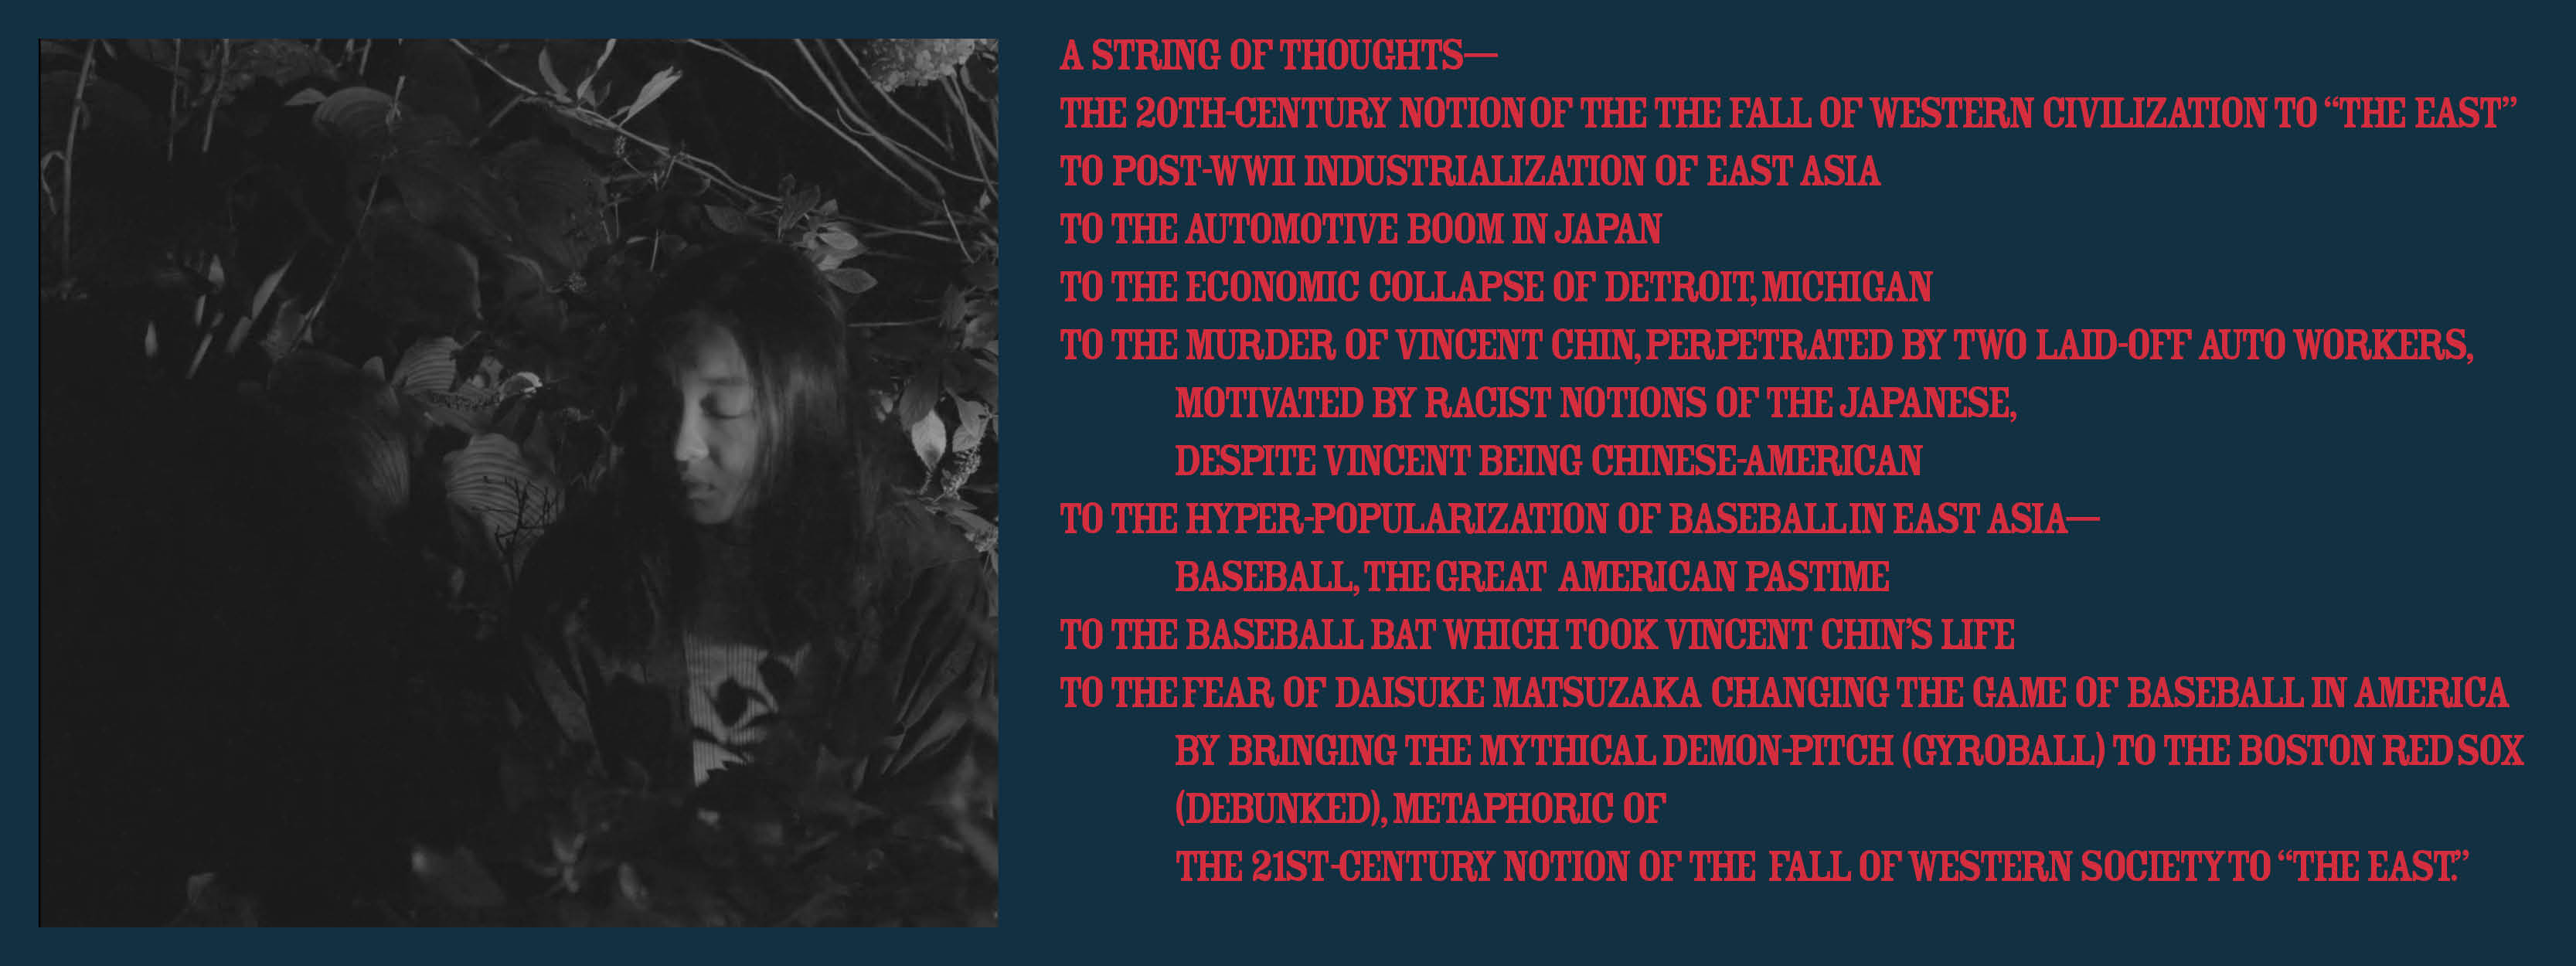 A STRING OF THOUGHTS—
THE 20TH-CENTURY NOTION OF THE THE FALL OF WESTERN CIVILIZATION TO “THE EAST”
TO POST-WWII INDUSTRIALIZATION OF EAST ASIA
TO THE AUTOMOTIVE BOOM IN JAPAN
TO THE ECONOMIC COLLAPSE OF DETROIT, MICHIGAN
TO THE MURDER OF VINCENT CHIN, PERPETRATED BY TWO LAID-OFF AUTO WORKERS,
MOTIVATED BY RACIST NOTIONS OF THE JAPANESE,
DESPITE VINCENT BEING CHINESE-AMERICAN
TO THE HYPER-POPULARIZATION OF BASEBALL IN EAST ASIA—
BASEBALL, THE GREAT AMERICAN PASTIME
TO THE BASEBALL BAT WHICH TOOK VINCENT CHIN’S LIFE
TO THE FEAR OF DAISUKE MATSUZAKA CHANGING THE GAME OF BASEBALL IN AMERICA
BY BRINGING THE MYTHICAL DEMON-PITCH (GYROBALL) TO THE BOSTON RED SOX
(DEBUNKED), METAPHORIC OF
THE 21ST-CENTURY NOTION OF THE FALL OF WESTERN SOCIETY TO “THE EAST.”